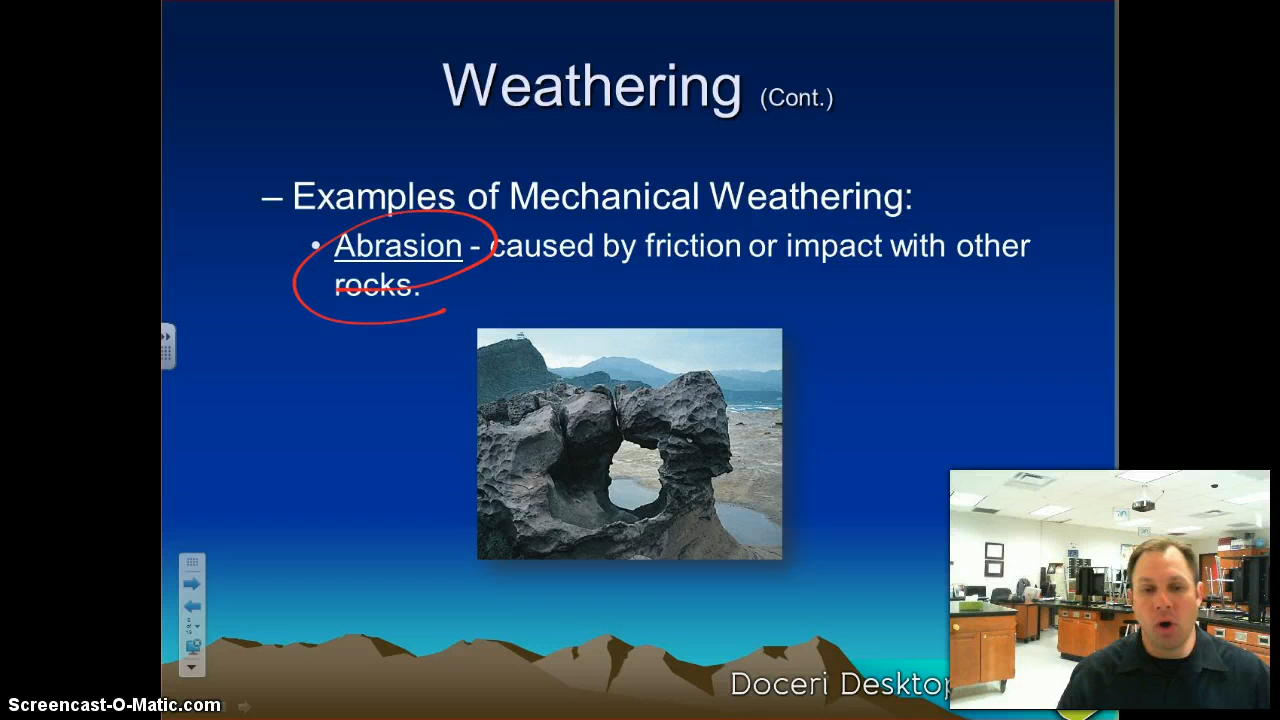 Weathering (Cont.)
– Examples of Mechanical Weathering:
• Abrasion - caused by friction or impact with other
rocks.
Doceri Desktop
Screencast-O-Matic.com